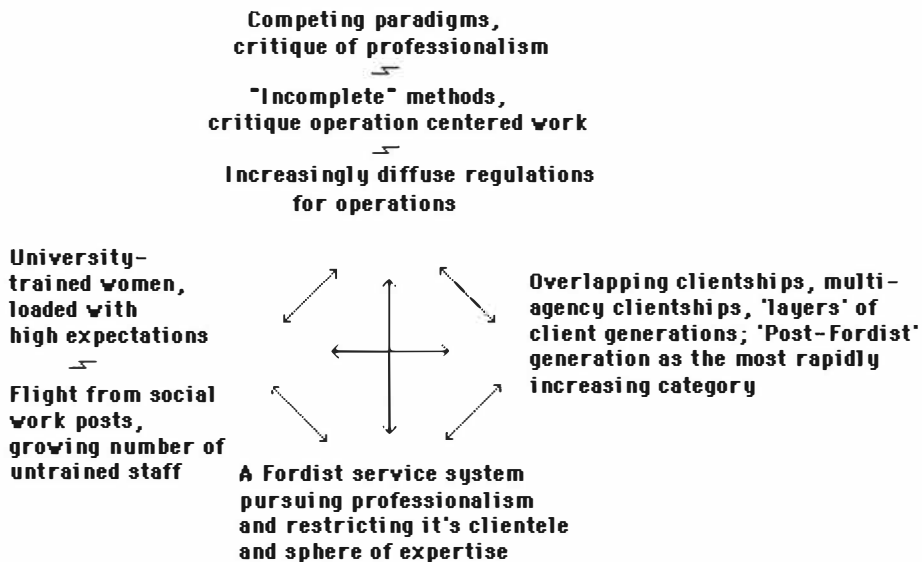 Competing paradigms,
critique of professionalism
"Incomplete" methods,
critique operation centered work
Increasingly diffuse regulations
for operations
University-
trained women,
loaded with
high expectations
Flight from social
work posts,
growing number of
untrained staff
Overlapping clientships, multi-
agency clientships, 'layers' of
client generations; 'Post-Fordist'
generation as the most rapidly
increasing category
A Fordist service system
pursuing professionalism
and restricting it's clientele
and sphere of expertise